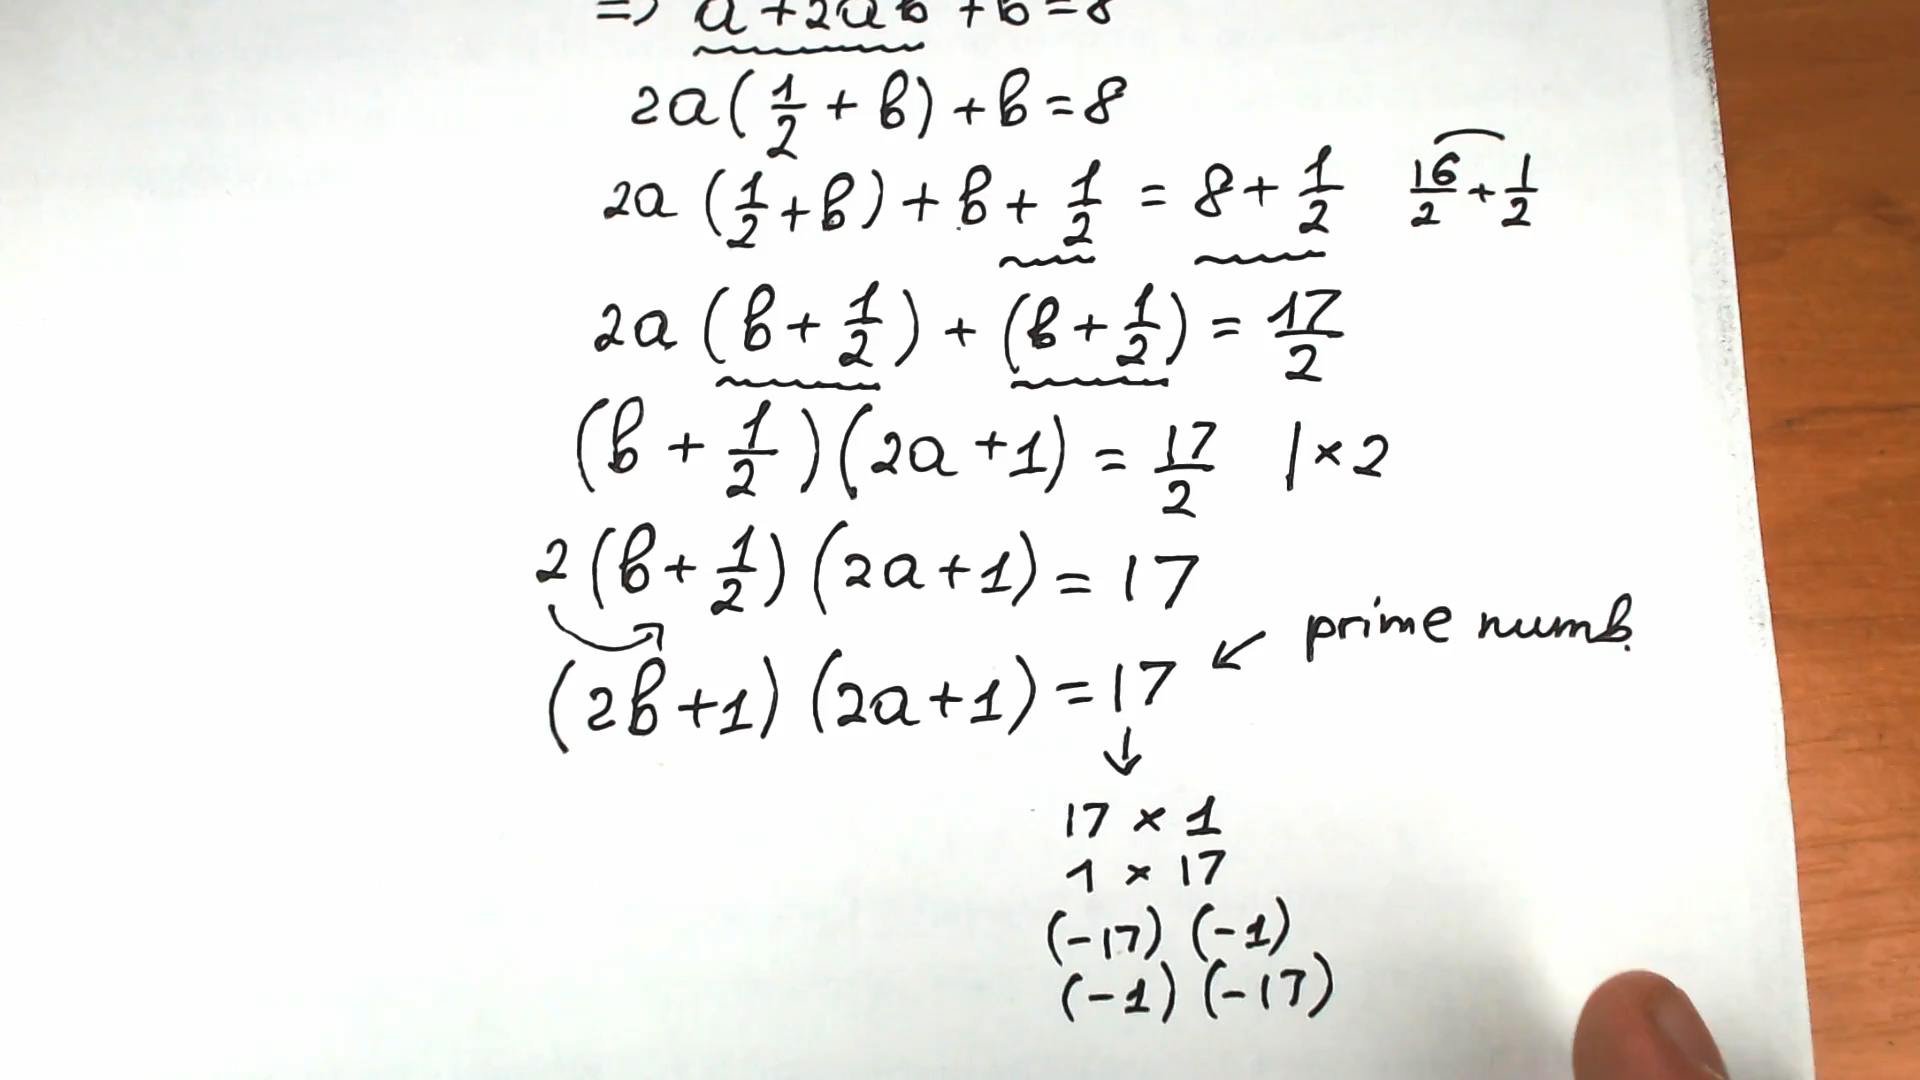 => a + 2ab + b = 8
2a(1/2 + b) + b = 8
2a (1/2 + b) + b + 1/2 = 8 + 1/2   16/2 + 1/2
2a (b + 1/2) + (b + 1/2) = 17/2
(b + 1/2)(2a + 1) = 17/2   | × 2
2 (b + 1/2) (2a + 1) = 17
(2b + 1) (2a + 1) = 17 ↙ prime numb.
↓
17 × 1
1 × 17
(-17) (-1)
(-1) (-17)